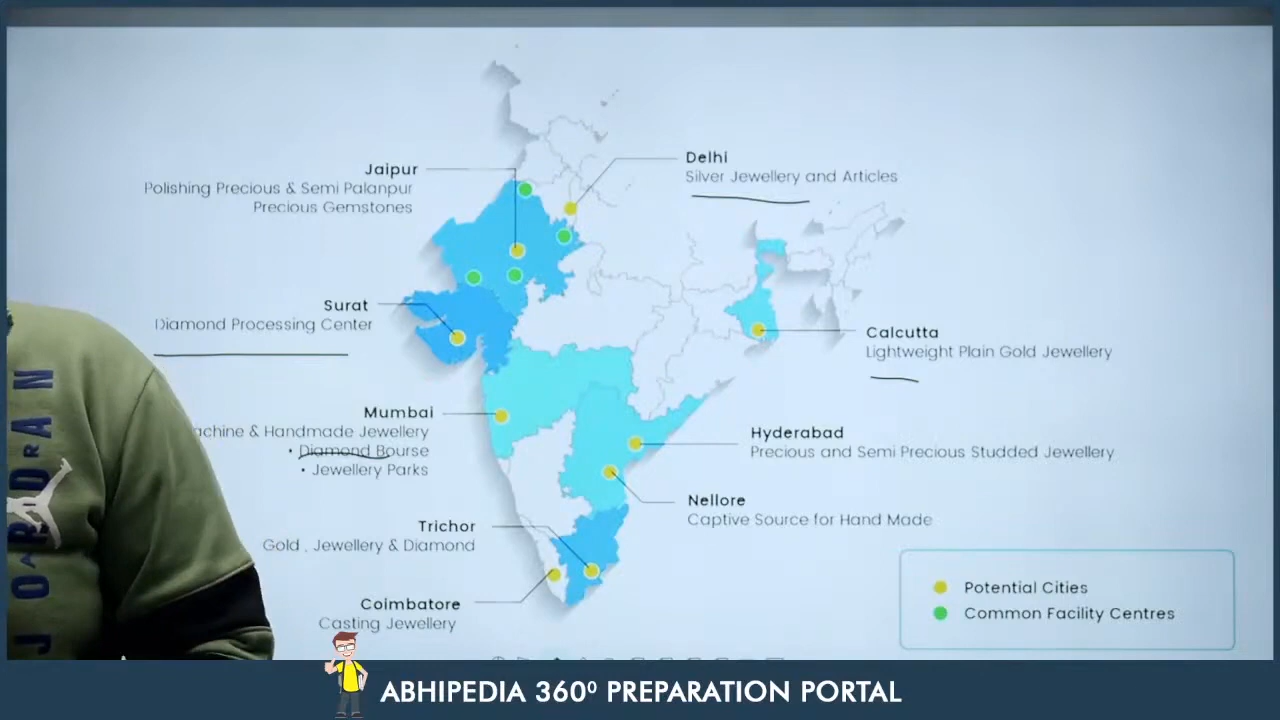 Jaipur
Polishing Precious & Semi Palanpur
Precious Gemstones
Delhi
Silver Jewellery and Articles
Surat
Diamond Processing Center
Calcutta
Lightweight Plain Gold Jewellery
Mumbai
& Handmade Jewellery
• Diamond Bourse
• Jewellery Parks
Hyderabad
Precious and Semi Precious Studded Jewellery
Nellore
Captive Source for Hand Made
Trichor
Gold , Jewellery & Diamond
Coimbatore
Casting Jewellery
Potential Cities
Common Facility Centres
JORDAN
ABHIPEDIA 360⁰ PREPARATION PORTAL